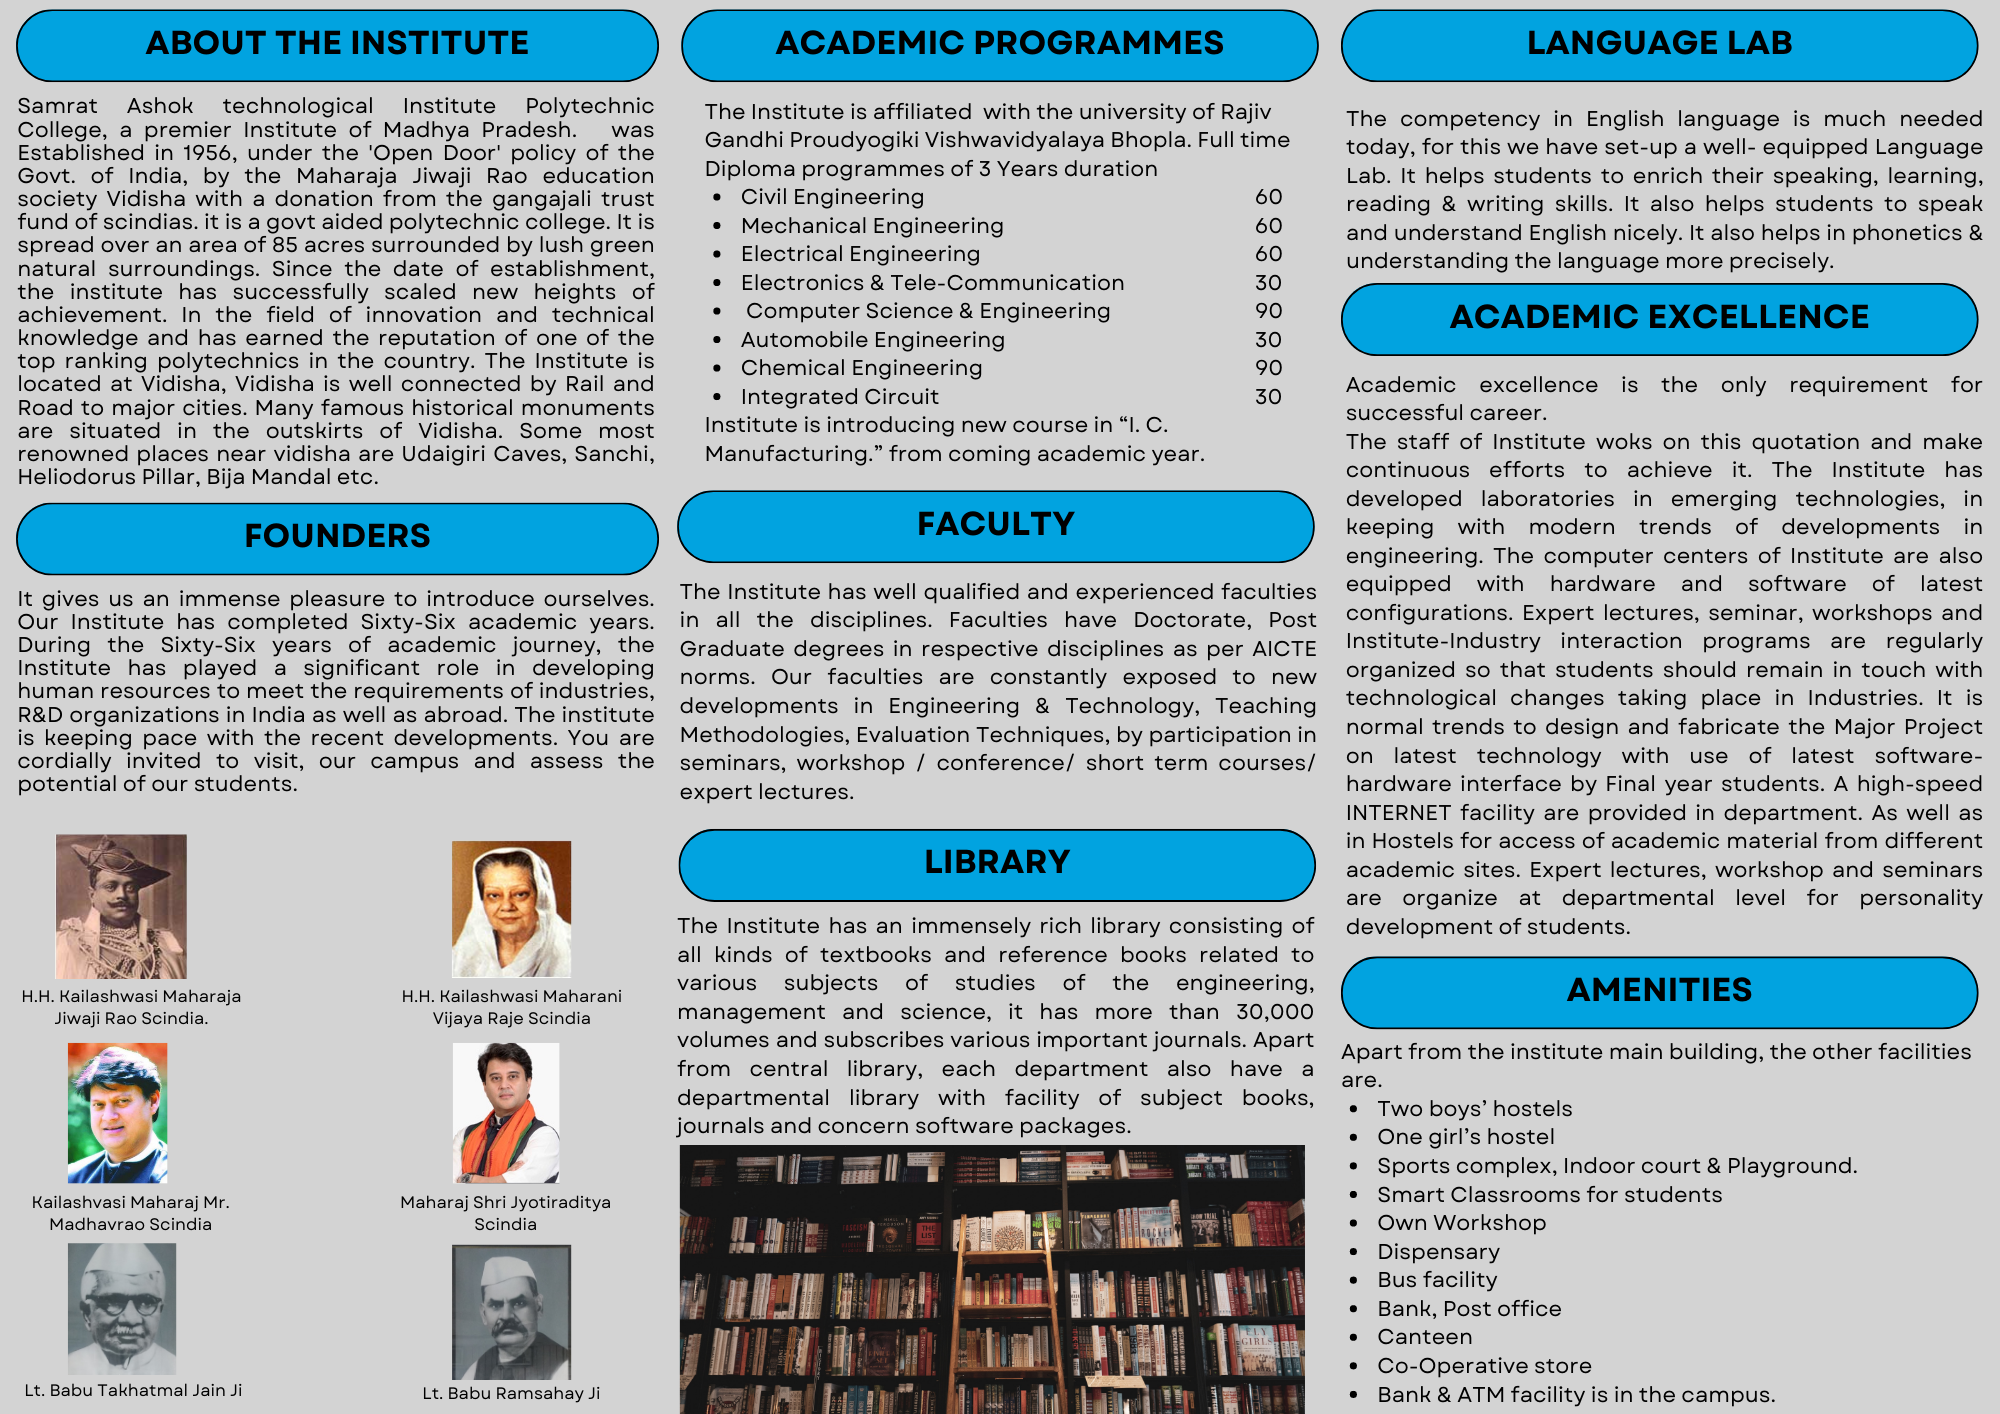 ABOUT THE INSTITUTE
Samrat Ashok technological Institute Polytechnic
College, a premier Institute of Madhya Pradesh. was
Established in 1956, under the 'Open Door' policy of the
Govt. of India, by the Maharaja Jiwaji Rao education
society Vidisha with a donation from the gangajali trust
fund of scindias. it is a govt aided polytechnic college. It is
spread over an area of 85 acres surrounded by lush green
natural surroundings. Since the date of establishment,
the institute has successfully scaled new heights of
achievement. In the field of innovation and technical
knowledge and has earned the reputation of one of the
top ranking polytechnics in the country. The Institute is
located at Vidisha, Vidisha is well connected by Rail and
Road to major cities. Many famous historical monuments
are situated in the outskirts of Vidisha. Some most
renowned places near vidisha are Udaigiri Caves, Sanchi,
Heliodorus Pillar, Bija Mandal etc.
FOUNDERS
It gives us an immense pleasure to introduce ourselves.
Our Institute has completed Sixty-Six academic years.
During the Sixty-Six years of academic journey, the
Institute has played a significant role in developing
human resources to meet the requirements of industries,
R&D organizations in India as well as abroad. The institute
is keeping pace with the recent developments. You are
cordially invited to visit, our campus and assess the
potential of our students.
H.H. Kailashwasi Maharaja
Jiwaji Rao Scindia.
H.H. Kailashwasi Maharani
Vijaya Raje Scindia
Kailashvasi Maharaj Mr.
Madhavrao Scindia
Maharaj Shri Jyotiraditya
Scindia
Lt. Babu Takhatmal Jain Ji
Lt. Babu Ramsahay Ji
ACADEMIC PROGRAMMES
The Institute is affiliated with the university of Rajiv
Gandhi Proudyogiki Vishwavidyalaya Bhopla. Full time
Diploma programmes of 3 Years duration
• Civil Engineering 60
• Mechanical Engineering 60
• Electrical Engineering 60
• Electronics & Tele-Communication 30
• Computer Science & Engineering 90
• Automobile Engineering 30
• Chemical Engineering 90
• Integrated Circuit 30
Institute is introducing new course in “I. C.
Manufacturing.” from coming academic year.
FACULTY
The Institute has well qualified and experienced faculties
in all the disciplines. Faculties have Doctorate, Post
Graduate degrees in respective disciplines as per AICTE
norms. Our faculties are constantly exposed to new
developments in Engineering & Technology, Teaching
Methodologies, Evaluation Techniques, by participation in
seminars, workshop / conference/ short term courses/
expert lectures.
LIBRARY
The Institute has an immensely rich library consisting of
all kinds of textbooks and reference books related to
various subjects of studies of the engineering,
management and science, it has more than 30,000
volumes and subscribes various important journals. Apart
from central library, each department also have a
departmental library with facility of subject books,
journals and concern software packages.
LANGUAGE LAB
The competency in English language is much needed
today, for this we have set-up a well- equipped Language
Lab. It helps students to enrich their speaking, learning,
reading & writing skills. It also helps students to speak
and understand English nicely. It also helps in phonetics &
understanding the language more precisely.
ACADEMIC EXCELLENCE
Academic excellence is the only requirement for
successful career.
The staff of Institute woks on this quotation and make
continuous efforts to achieve it. The Institute has
developed laboratories in emerging technologies, in
keeping with modern trends of developments in
engineering. The computer centers of Institute are also
equipped with hardware and software of latest
configurations. Expert lectures, seminar, workshops and
Institute-Industry interaction programs are regularly
organized so that students should remain in touch with
technological changes taking place in Industries. It is
normal trends to design and fabricate the Major Project
on latest technology with use of latest software-
hardware interface by Final year students. A high-speed
INTERNET facility are provided in department. As well as
in Hostels for access of academic material from different
academic sites. Expert lectures, workshop and seminars
are organize at departmental level for personality
development of students.
AMENITIES
Apart from the institute main building, the other facilities
are.
• Two boys’ hostels
• One girl’s hostel
• Sports complex, Indoor court & Playground.
• Smart Classrooms for students
• Own Workshop
• Dispensary
• Bus facility
• Bank, Post office
• Canteen
• Co-Operative store
• Bank & ATM facility is in the campus.